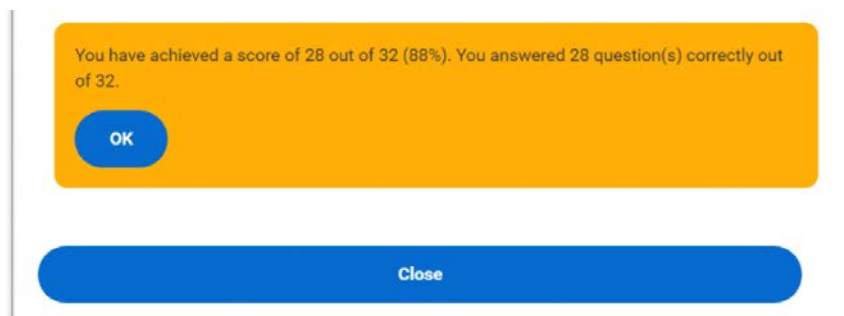 You have achieved a score of 28 out of 32 (88%). You answered 28 question(s) correctly out
of 32.
OK
Close